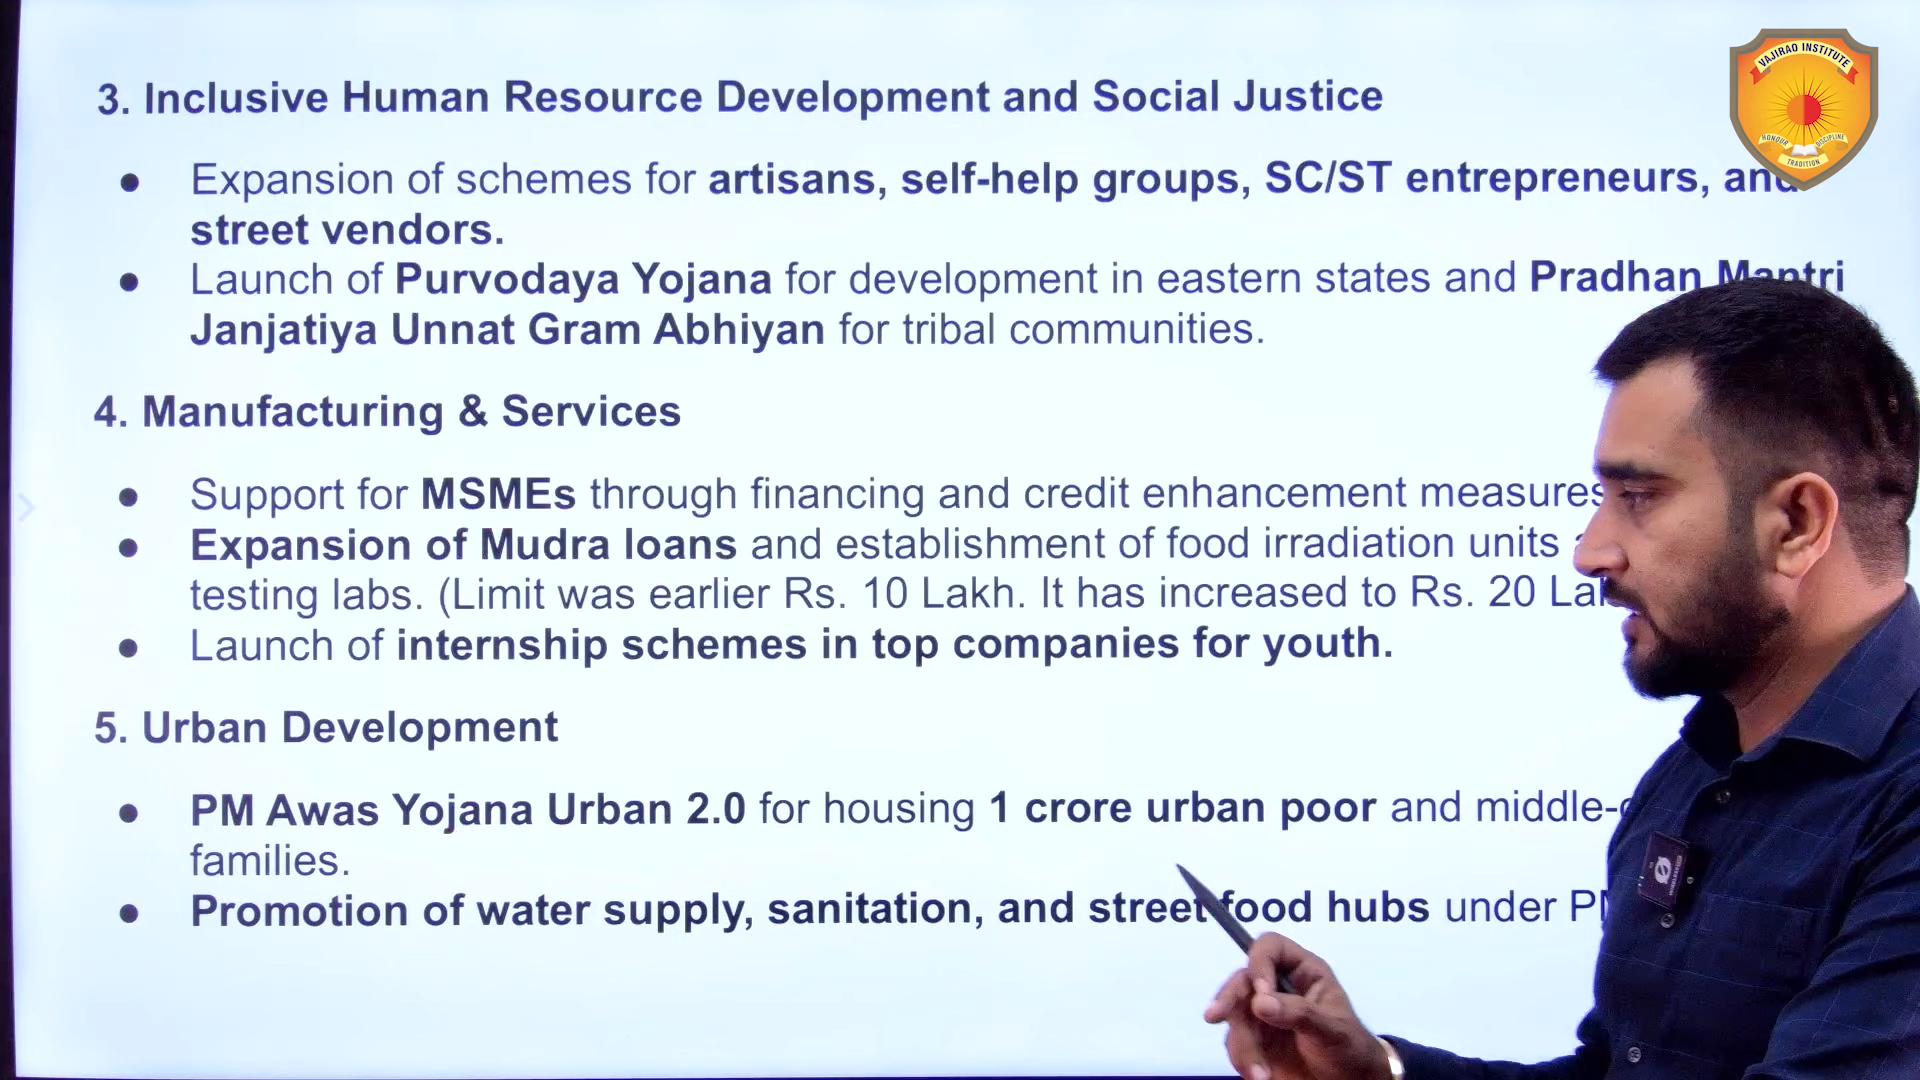 VAJIRAO INSTITUTE
HONOUR DISCIPLINE
TRADITION
3. Inclusive Human Resource Development and Social Justice
● Expansion of schemes for artisans, self-help groups, SC/ST entrepreneurs, and
street vendors.
● Launch of Purvodaya Yojana for development in eastern states and Pradhan Mantri
Janjatiya Unnat Gram Abhiyan for tribal communities.
4. Manufacturing & Services
● Support for MSMEs through financing and credit enhancement measures
● Expansion of Mudra loans and establishment of food irradiation units
testing labs. (Limit was earlier Rs. 10 Lakh. It has increased to Rs. 20
● Launch of internship schemes in top companies for youth.
5. Urban Development
● PM Awas Yojana Urban 2.0 for housing 1 crore urban poor and middle-
families.
● Promotion of water supply, sanitation, and street food hubs under